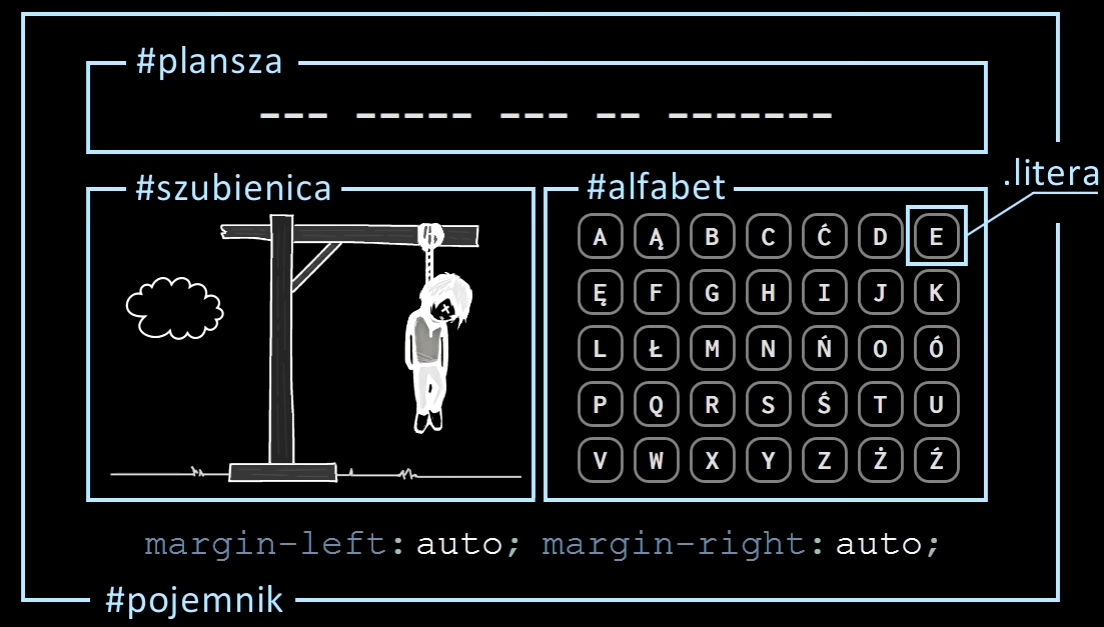 #plansza
--- ----- --- -- -------
#szubienica
#alfabet
.litera
A Ą B C Ć D E
Ę F G H I J K
L Ł M N Ń O Ó
P Q R S Ś T U
V W X Y Z Ż Ź
margin-left: auto; margin-right: auto;
#pojemnik